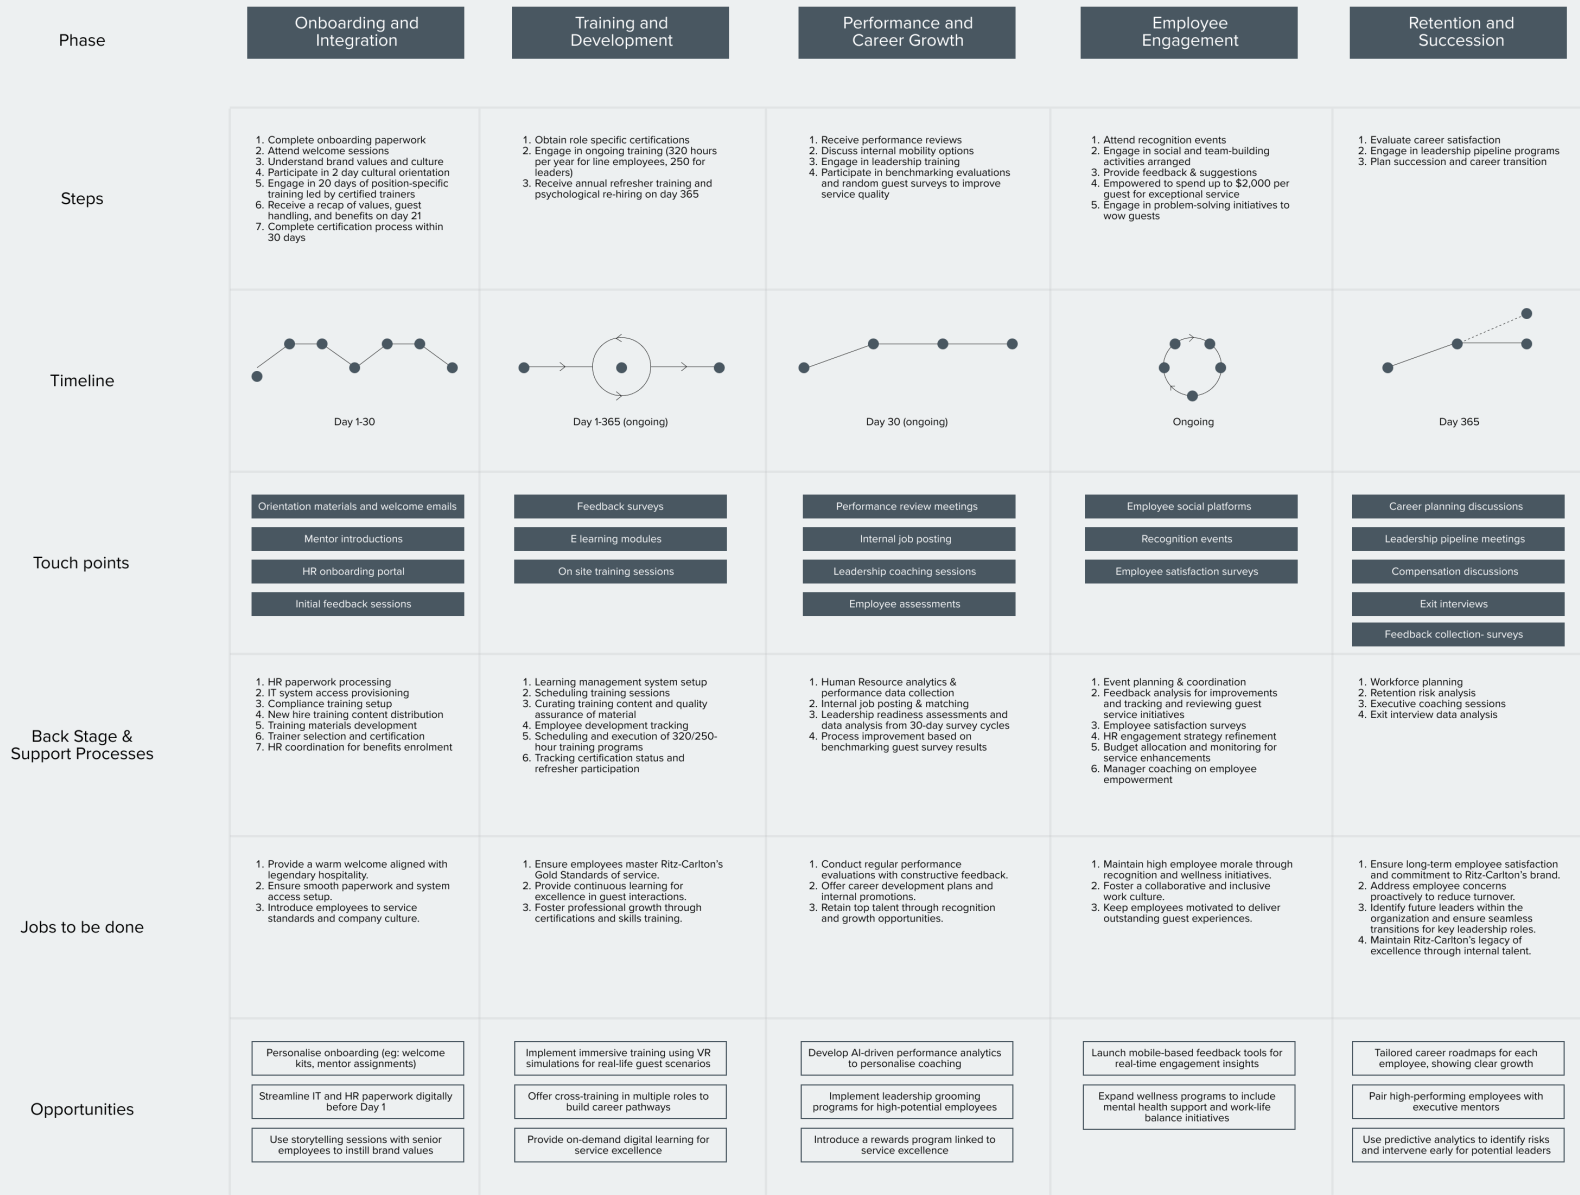 Phase
Onboarding and
Integration
Training and
Development
Performance and
Career Growth
Employee
Engagement
Retention and
Succession
Steps
1. Complete onboarding paperwork
2. Attend welcome sessions
3. Understand brand values and culture
4. Participate in 2 day cultural orientation
5. Engage in 20 days of position-specific
training led by certified trainers
6. Receive a recap of values, guest
handling, and benefits on day 21
7. Complete certification process within
30 days
1. Obtain role specific certifications
2. Engage in ongoing training (320 hours
per year for line employees, 250 for
leaders)
3. Receive annual refresher training and
psychological re-hiring on day 365
1. Receive performance reviews
2. Discuss internal mobility options
3. Engage in leadership training
4. Participate in benchmarking evaluations
and random guest surveys to improve
service quality
1. Attend recognition events
2. Engage in social and team-building
activities arranged
3. Provide feedback & suggestions
4. Empowered to spend up to $2,000 per
guest for exceptional service
5. Engage in problem-solving initiatives to
wow guests
1. Evaluate career satisfaction
2. Engage in leadership pipeline programs
3. Plan succession and career transition
Timeline
Day 1-30
Day 1-365 (ongoing)
Day 30 (ongoing)
Ongoing
Day 365
Touch points
Orientation materials and welcome emails
Mentor introductions
HR onboarding portal
Initial feedback sessions
Feedback surveys
E learning modules
On site training sessions
Performance review meetings
Internal job posting
Leadership coaching sessions
Employee assessments
Employee social platforms
Recognition events
Employee satisfaction surveys
Career planning discussions
Leadership pipeline meetings
Compensation discussions
Exit interviews
Feedback collection- surveys
Back Stage &
Support Processes
1. HR paperwork processing
2. IT system access provisioning
3. Compliance training setup
4. New hire training content distribution
5. Training materials development
6. Trainer selection and certification
7. HR coordination for benefits enrolment
1. Learning management system setup
2. Scheduling training sessions
3. Curating training content and quality
assurance of material
4. Employee development tracking
5. Scheduling and execution of 320/250-
hour training programs
6. Tracking certification status and
refresher participation
1. Human Resource analytics &
performance data collection
2. Internal job posting & matching
3. Leadership readiness assessments and
data analysis from 30-day survey cycles
4. Process improvement based on
benchmarking guest survey results
1. Event planning & coordination
2. Feedback analysis for improvements
and tracking and reviewing guest
service initiatives
3. Employee satisfaction surveys
4. HR engagement strategy refinement
5. Budget allocation and monitoring for
service enhancements
6. Manager coaching on employee
empowerment
1. Workforce planning
2. Retention risk analysis
3. Executive coaching sessions
4. Exit interview data analysis
Jobs to be done
1. Provide a warm welcome aligned with
legendary hospitality.
2. Ensure smooth paperwork and system
access setup.
3. Introduce employees to service
standards and company culture.
1. Ensure employees master Ritz-Carlton's
Gold Standards of service.
2. Provide continuous learning for
excellence in guest interactions.
3. Foster professional growth through
certifications and skills training.
1. Conduct regular performance
evaluations with constructive feedback.
2. Offer career development plans and
internal promotions.
3. Retain top talent through recognition
and growth opportunities.
1. Maintain high employee morale through
recognition and wellness initiatives.
2. Foster a collaborative and inclusive
work culture.
3. Keep employees motivated to deliver
outstanding guest experiences.
1. Ensure long-term employee satisfaction
and commitment to Ritz-Carlton's brand.
2. Address employee concerns
proactively to reduce turnover.
3. Identify future leaders within the
organization and ensure seamless
transitions for key leadership roles.
4. Maintain Ritz-Carlton's legacy of
excellence through internal talent.
Opportunities
Personalise onboarding (eg: welcome
kits, mentor assignments)
Streamline IT and HR paperwork digitally
before Day 1
Use storytelling sessions with senior
employees to instill brand values
Implement immersive training using VR
simulations for real-life guest scenarios
Offer cross-training in multiple roles to
build career pathways
Provide on-demand digital learning for
service excellence
Develop AI-driven performance analytics
to personalise coaching
Implement leadership grooming
programs for high-potential employees
Introduce a rewards program linked to
service excellence
Launch mobile-based feedback tools for
real-time engagement insights
Expand wellness programs to include
mental health support and work-life
balance initiatives
Tailored career roadmaps for each
employee, showing clear growth
Pair high-performing employees with
executive mentors
Use predictive analytics to identify risks
and intervene early for potential leaders